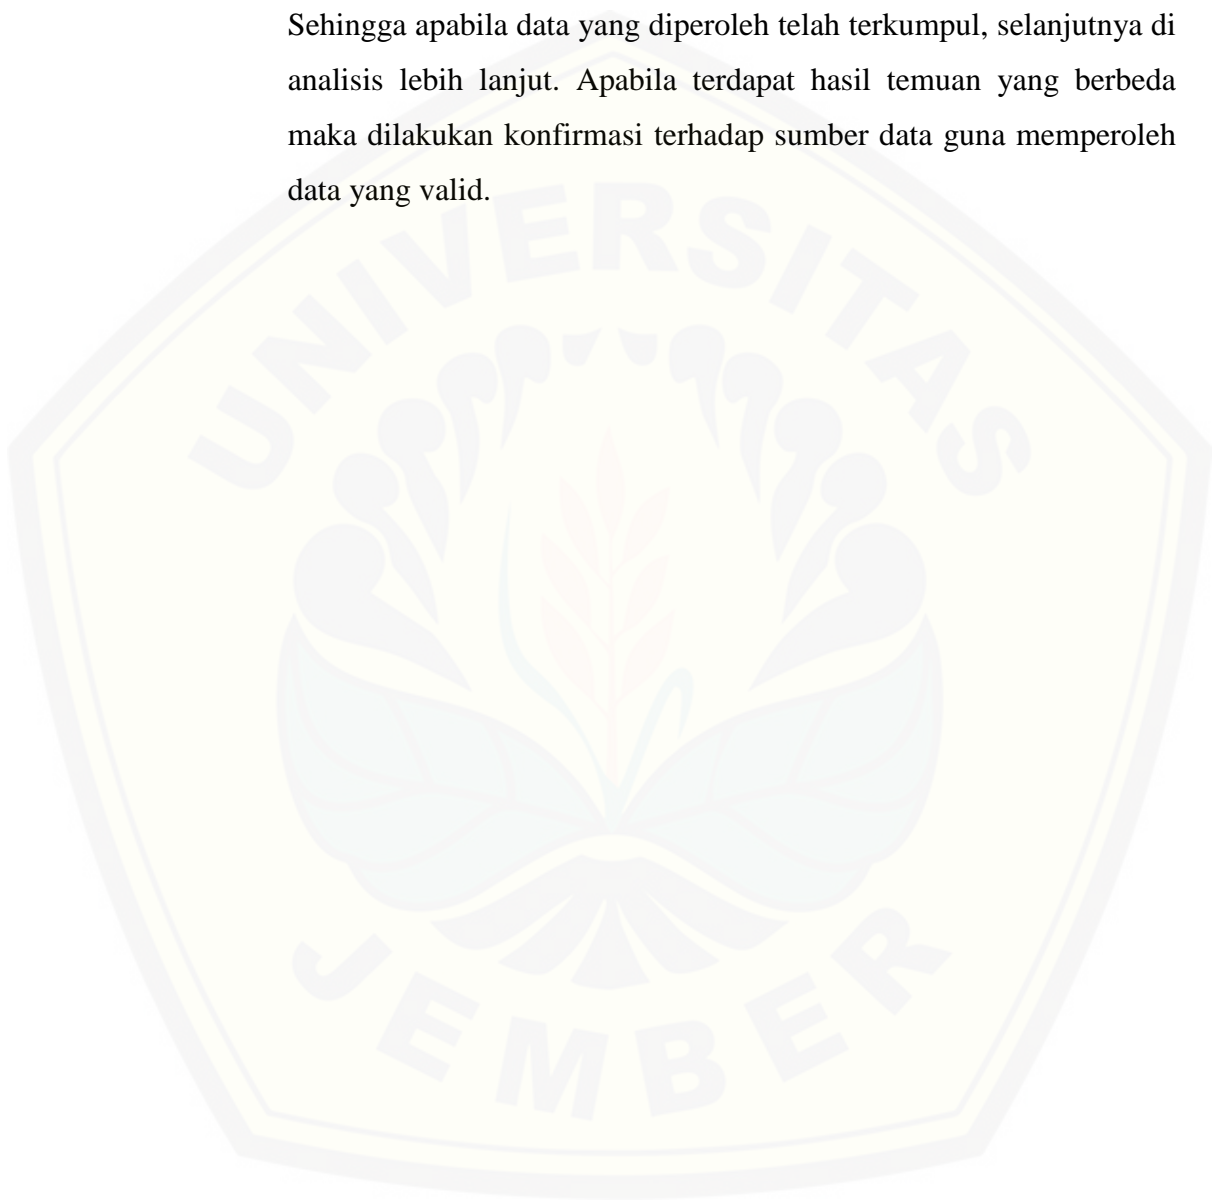 Sehingga apabila data yang diperoleh telah terkumpul, selanjutnya di
analisis lebih lanjut. Apabila terdapat hasil temuan yang berbeda
maka dilakukan konfirmasi terhadap sumber data guna memperoleh
data yang valid.
UNIVERSITAS
JEMBER